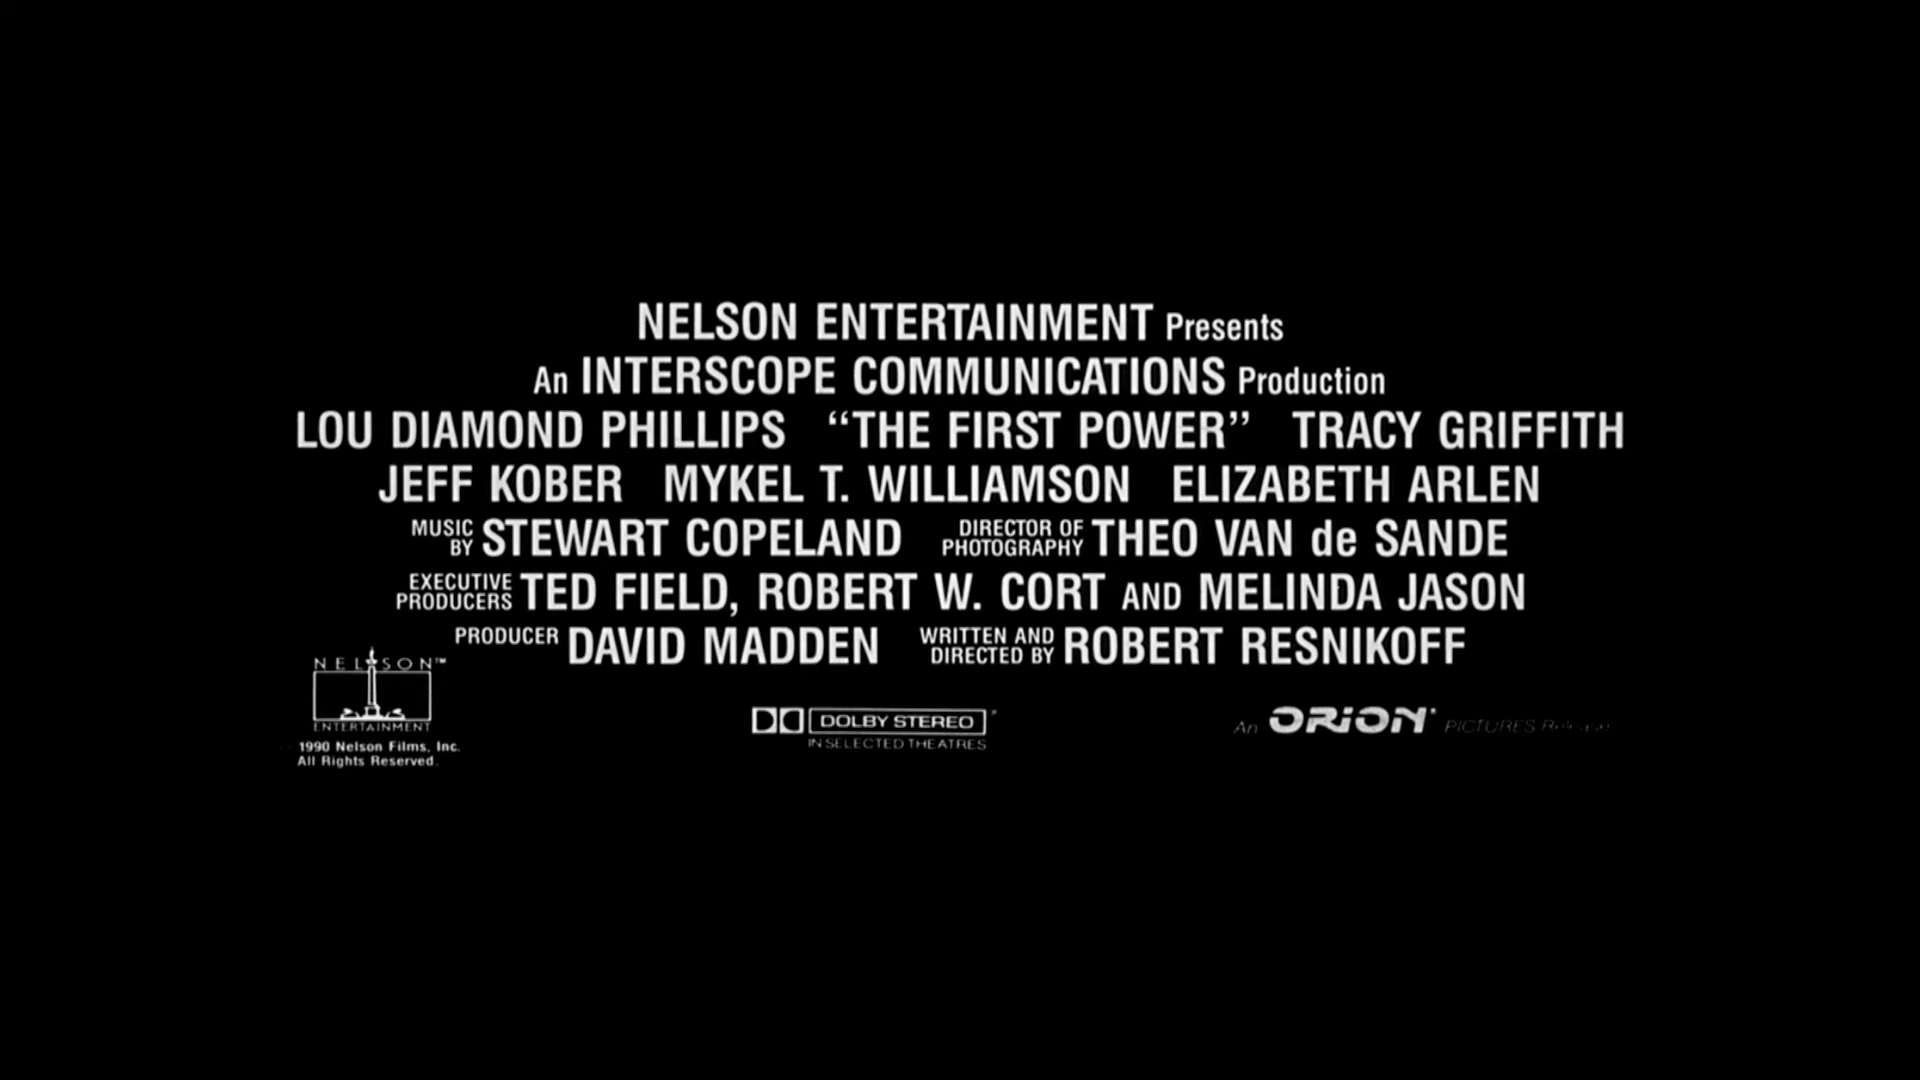 NELSON ENTERTAINMENT Presents
An INTERSCOPE COMMUNICATIONS Production
LOU DIAMOND PHILLIPS “THE FIRST POWER” TRACY GRIFFITH
JEFF KOBER MYKEL T. WILLIAMSON ELIZABETH ARLEN
MUSIC BY STEWART COPELAND DIRECTOR OF PHOTOGRAPHY THEO VAN de SANDE
EXECUTIVE PRODUCERS TED FIELD, ROBERT W. CORT AND MELINDA JASON
PRODUCER DAVID MADDEN WRITTEN AND DIRECTED BY ROBERT RESNIKOFF
NELSON™
ENTERTAINMENT
1990 Nelson Films, Inc.
All Rights Reserved.
DOLBY STEREO
IN SELECTED THEATRES
An ORION PICTURES Release